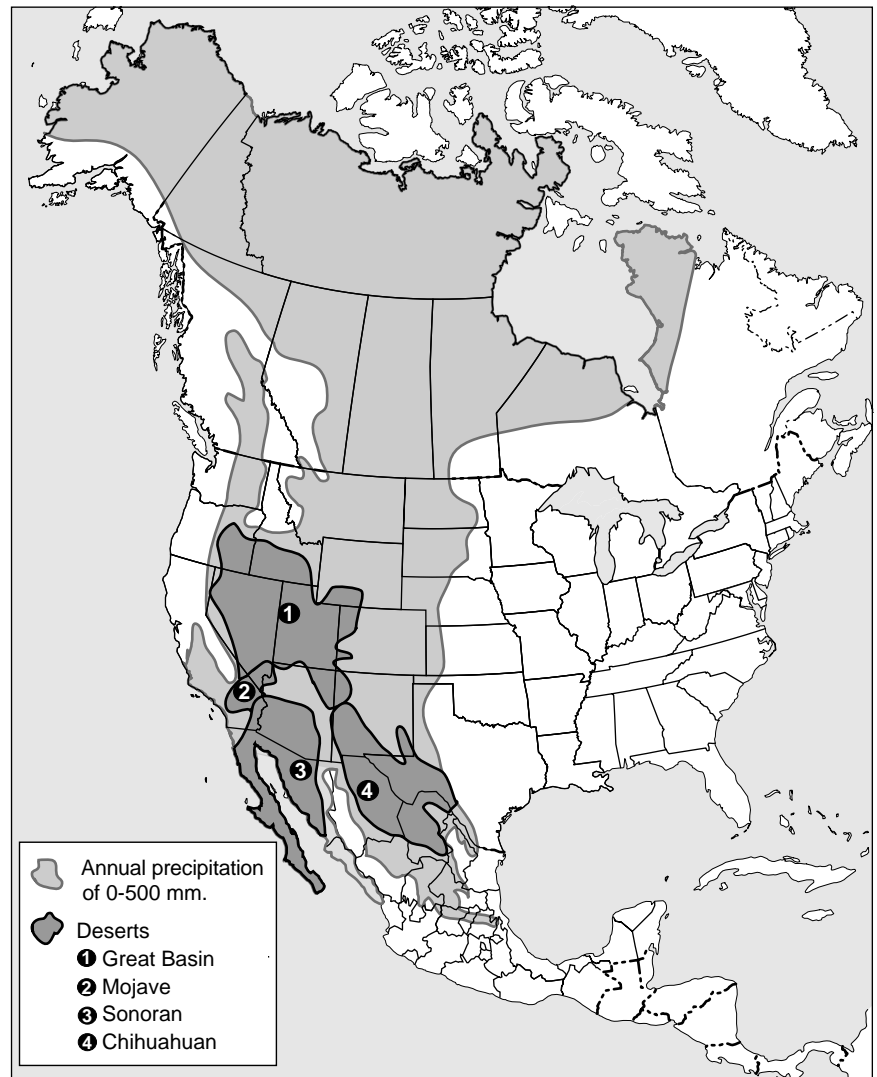 1
2
3
4
Annual precipitation
of 0-500 mm.
Deserts
1 Great Basin
2 Mojave
3 Sonoran
4 Chihuahuan